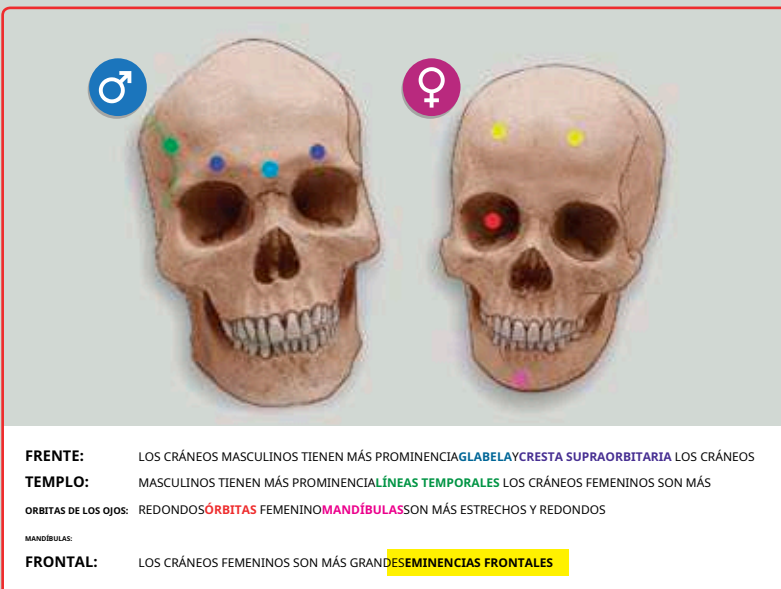 FRENTE: LOS CRÁNEOS MASCULINOS TIENEN MÁS PROMINENCIAGLABELAYCRESTA SUPRAORBITARIA LOS CRÁNEOS
TEMPLO: MASCULINOS TIENEN MÁS PROMINENCIALÍNEAS TEMPORALES LOS CRÁNEOS FEMENINOS SON MÁS
ORBITAS DE LOS OJOS: REDONDOSÓRBITAS FEMENINOMANDÍBULASSON MÁS ESTRECHOS Y REDONDOS
MANDÍBULAS:
FRONTAL: LOS CRÁNEOS FEMENINOS SON MÁS GRANDESEMINENCIAS FRONTALES